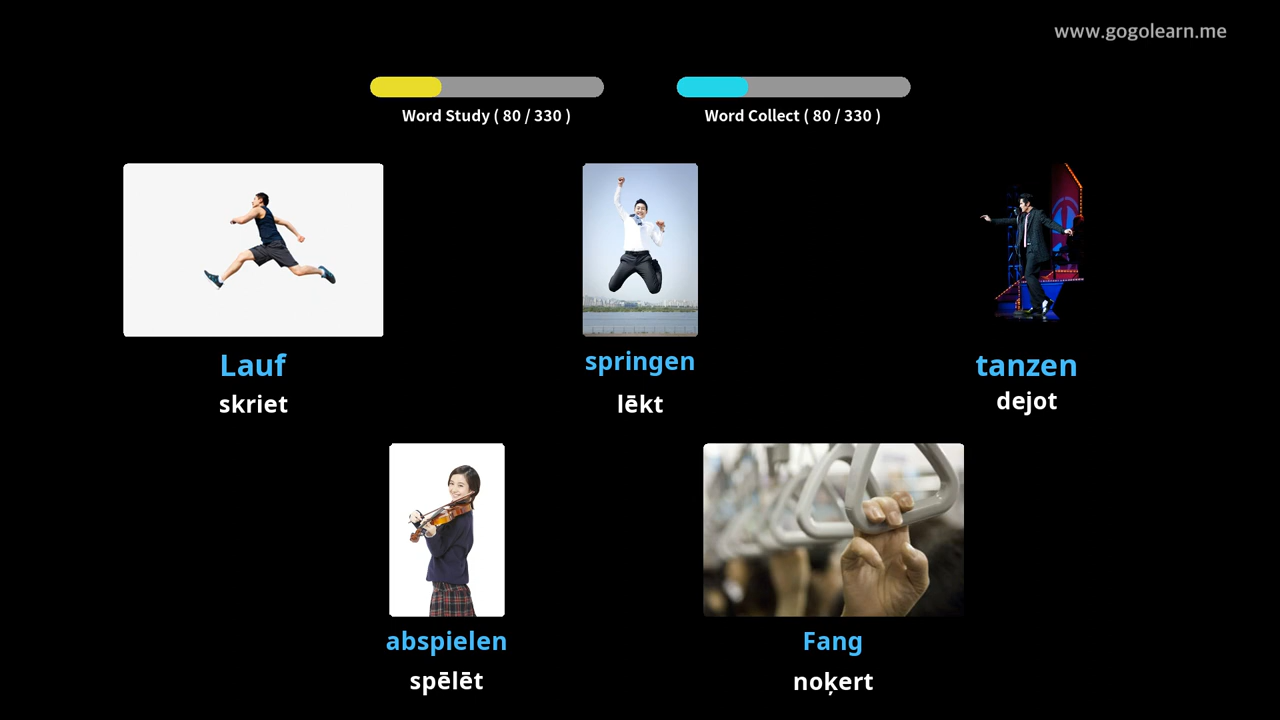 www.gogolearn.me
Word Study ( 80 / 330 )
Word Collect ( 80 / 330 )
Lauf
skriet
springen
lēkt
tanzen
dejot
abspielen
spēlēt
Fang
noķert